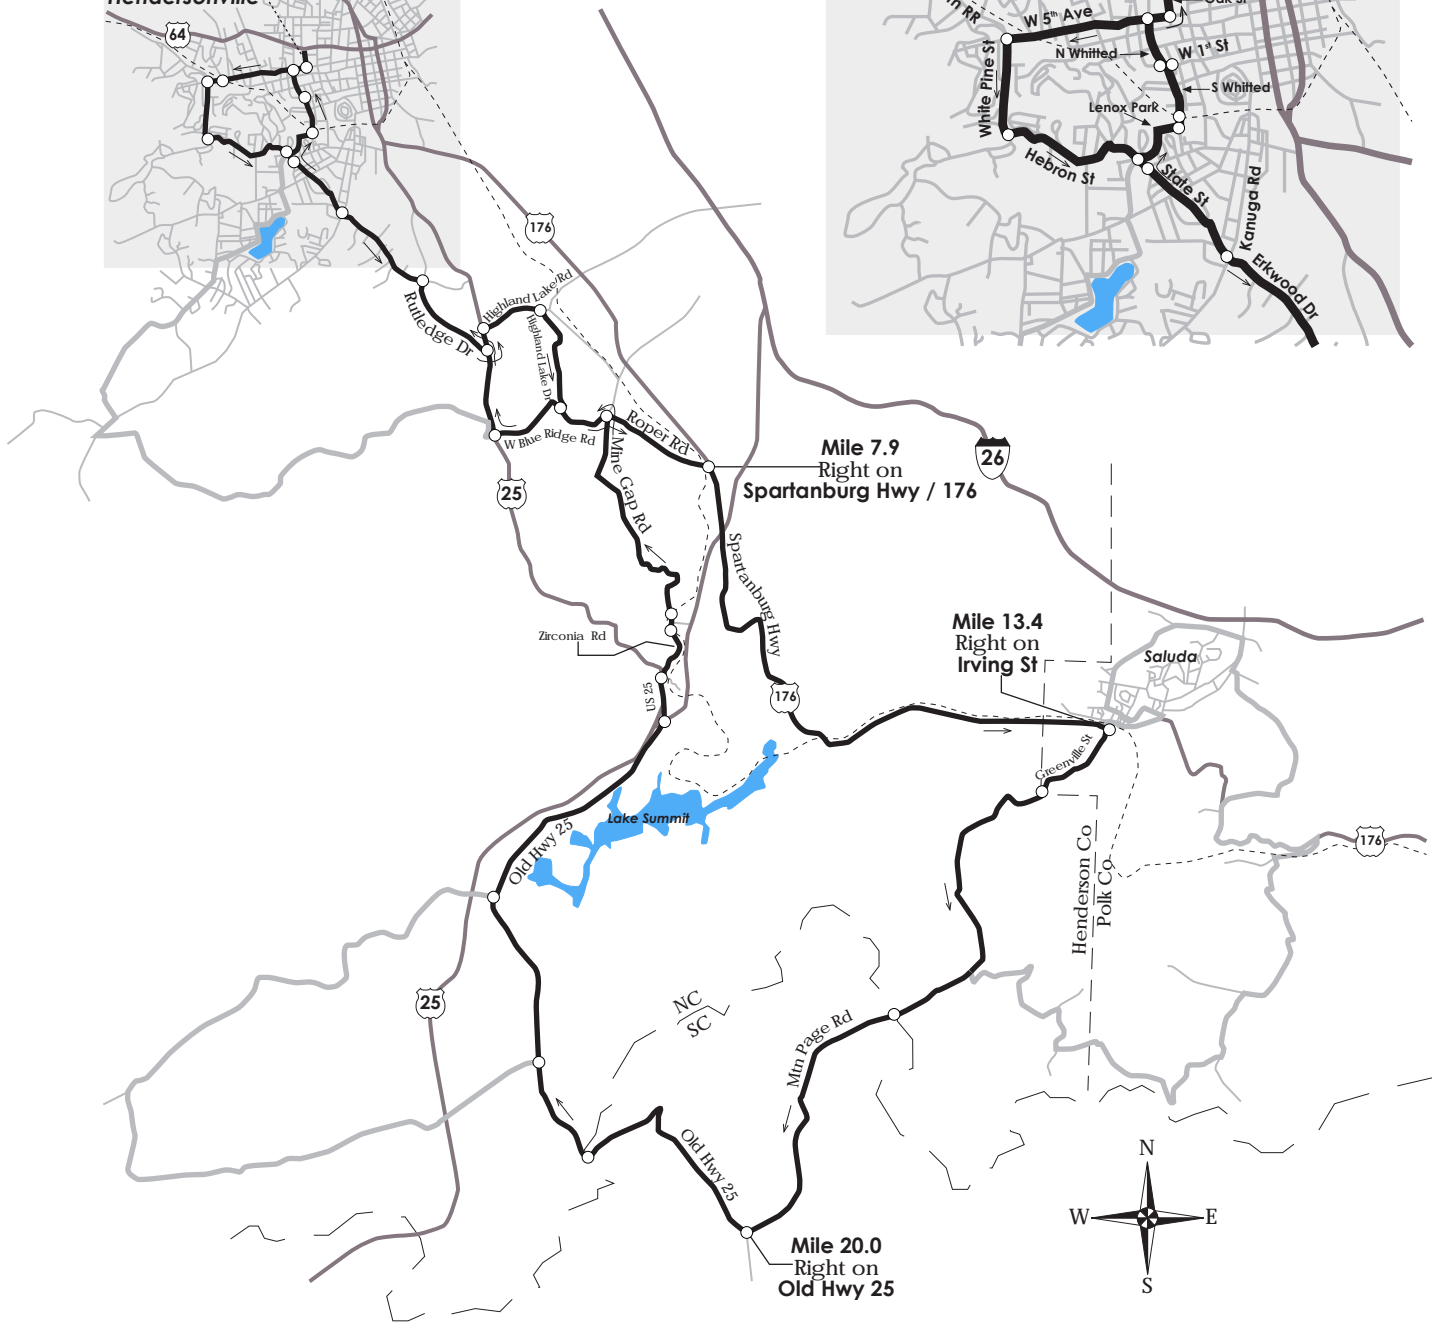 Hendersonville
64
176
Highland Lake Rd
Highland Lake Dr
Rutledge Dr
W Blue Ridge Rd
Roper Rd
Mine Gap Rd
25
Mile 7.9
Right on
Spartanburg Hwy / 176
26
Spartanburg Hwy
Zirconia Rd
US 25
176
Mile 13.4
Right on
Irving St
Saluda
Greenville St
Lake Summit
Old Hwy 25
176
Henderson Co
Polk Co
25
NC
SC
Mtn Page Rd
Old Hwy 25
Mile 20.0
Right on
Old Hwy 25
N
W
E
S
RR
W 5th Ave
Oak St
N Whitted
W 1st St
White Pine St
S Whitted
Lenox Park
Hebron St
State St
Kanuga Rd
Erkwood Dr